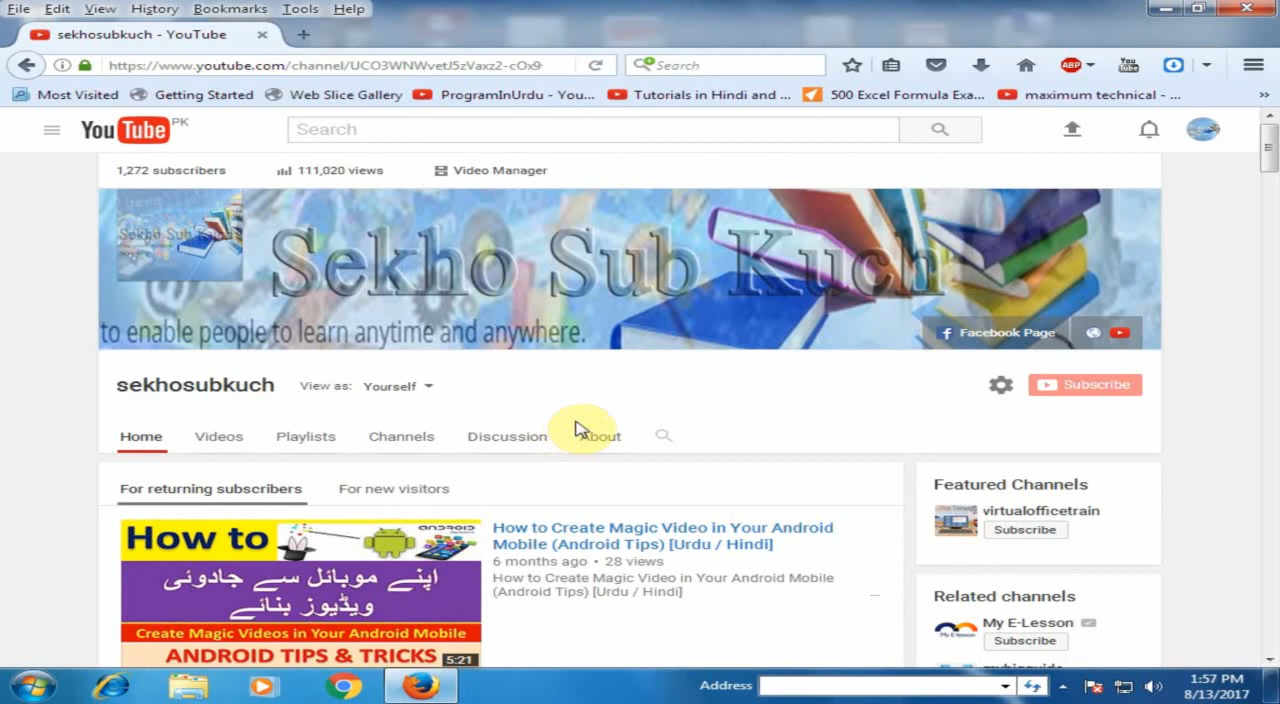 File Edit View History Bookmarks Tools Help
sekhosubkuch - YouTube
https://www.youtube.com/channel/UCO3WNWvetJ5zVaxz2-cOx9
Search
ABP
You Tube
Most Visited Getting Started Web Slice Gallery ProgramInUrdu - You... Tutorials in Hindi and ... 500 Excel Formula Exa... maximum technical - ... »
YouTube PK
Search
1,272 subscribers 111,020 views Video Manager
Sekho Sub Kuch
to enable people to learn anytime and anywhere.
Facebook Page
sekhosubkuch View as: Yourself
Subscribe
Home Videos Playlists Channels Discussion About
For returning subscribers For new visitors
How to
ANDROID
اپنے موبائل سے جادوئی
ویڈیوز بنائے
Create Magic Videos in Your Android Mobile
ANDROID TIPS & TRICKS 5:21
How to Create Magic Video in Your Android
Mobile (Android Tips) [Urdu / Hindi]
6 months ago • 28 views
How to Create Magic Video in Your Android Mobile
(Android Tips) [Urdu / Hindi]
...
Featured Channels
virtualofficetrain
Subscribe
Related channels
My E-Lesson
Subscribe
Address
1:57 PM
8/13/2017